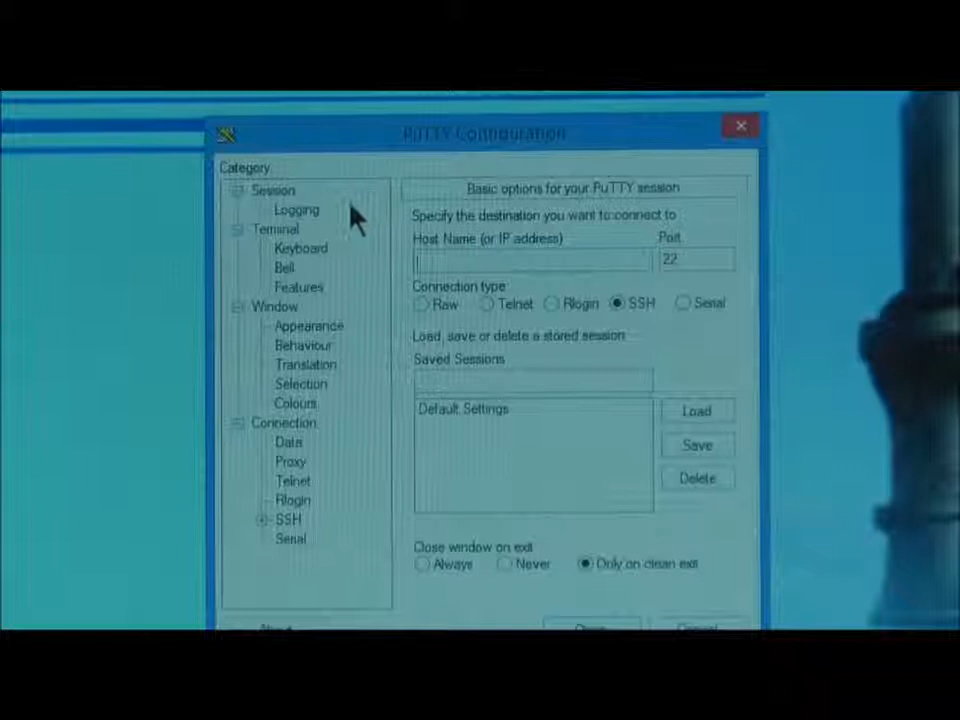 PuTTY Configuration
Category:
Session
Logging
Terminal
Keyboard
Bell
Features
Window
Appearance
Behaviour
Translation
Selection
Colours
Connection
Data
Proxy
Telnet
Rlogin
SSH
Serial
Basic options for your PuTTY session
Specify the destination you want to connect to
Host Name (or IP address)
Port
22
Connection type:
Raw Telnet Rlogin SSH Serial
Load, save or delete a stored session
Saved Sessions
Default Settings
Load
Save
Delete
Close window on exit
Always Never Only on clean exit